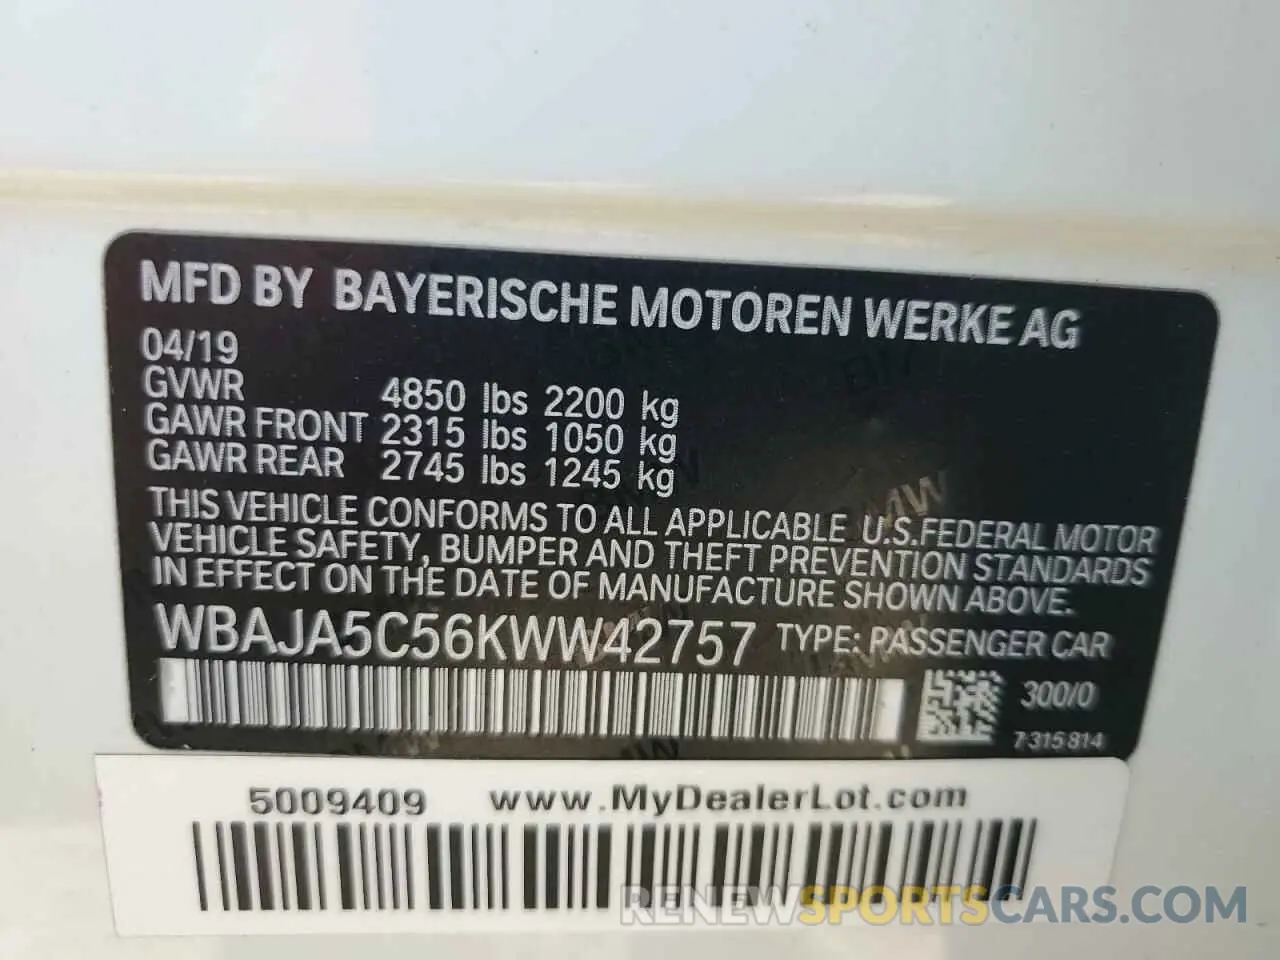 MFD BY BAYERISCHE MOTOREN WERKE AG
04/19
GVWR 4850 lbs 2200 kg
GAWR FRONT 2315 lbs 1050 kg
GAWR REAR 2745 lbs 1245 kg
THIS VEHICLE CONFORMS TO ALL APPLICABLE U.S.FEDERAL MOTOR
VEHICLE SAFETY, BUMPER AND THEFT PREVENTION STANDARDS
IN EFFECT ON THE DATE OF MANUFACTURE SHOWN ABOVE.
WBAJA5C56KWW42757 TYPE: PASSENGER CAR
300/0
7 315 814
5009409 www.MyDealerLot.com
RENEWSPORTSCARS.COM